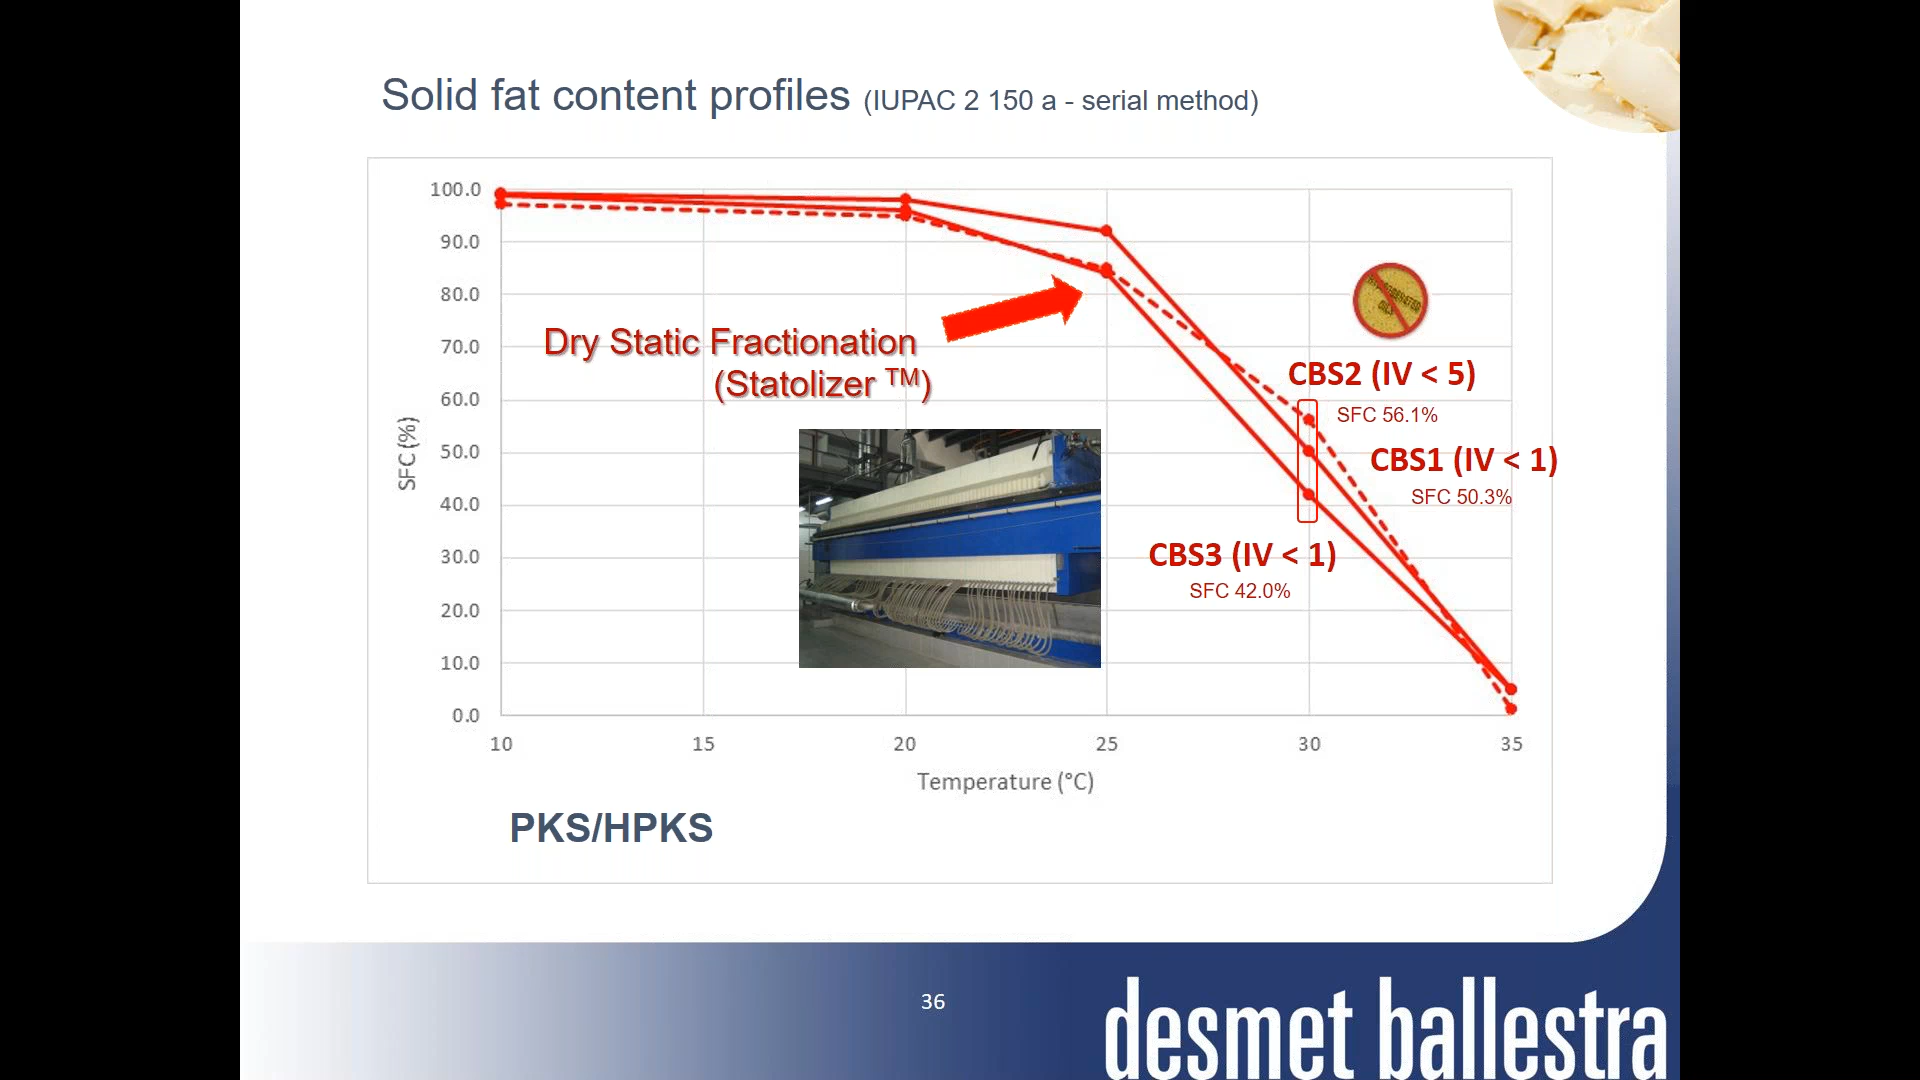 Solid fat content profiles (IUPAC 2 150 a - serial method)
100.0
90.0
80.0
70.0
60.0
50.0
40.0
30.0
20.0
10.0
0.0
SFC (%)
10 15 20 25 30 35
Temperature (°C)
Dry Static Fractionation
(Statolizer TM)
HYDROGENATED
OILS
CBS2 (IV < 5)
SFC 56.1%
CBS1 (IV < 1)
SFC 50.3%
CBS3 (IV < 1)
SFC 42.0%
PKS/HPKS
36
desmet ballestra